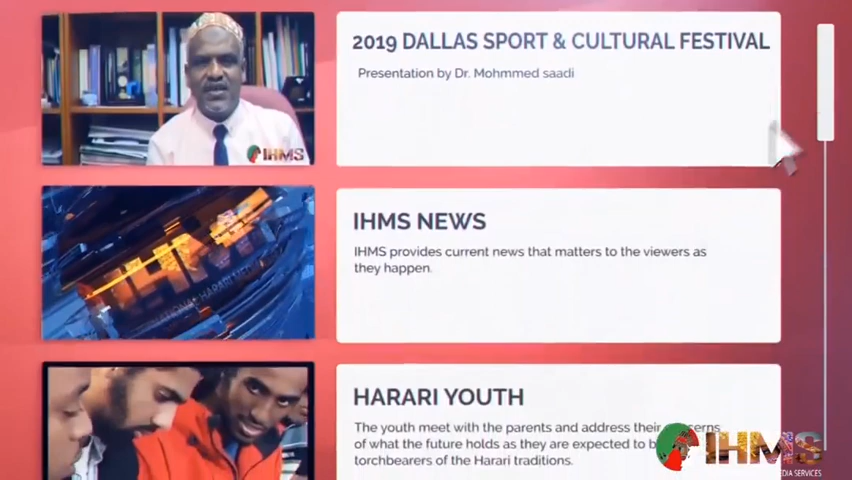 2019 DALLAS SPORT & CULTURAL FESTIVAL
Presentation by Dr. Mohmmed saadi
IHMS
IHMS NEWS
IHMS provides current news that matters to the viewers as
they happen.
HARARI YOUTH
The youth meet with the parents and address their
of what the future holds as they are expected to
torchbearers of the Harari traditions.
IHMS
MEDIA SERVICES